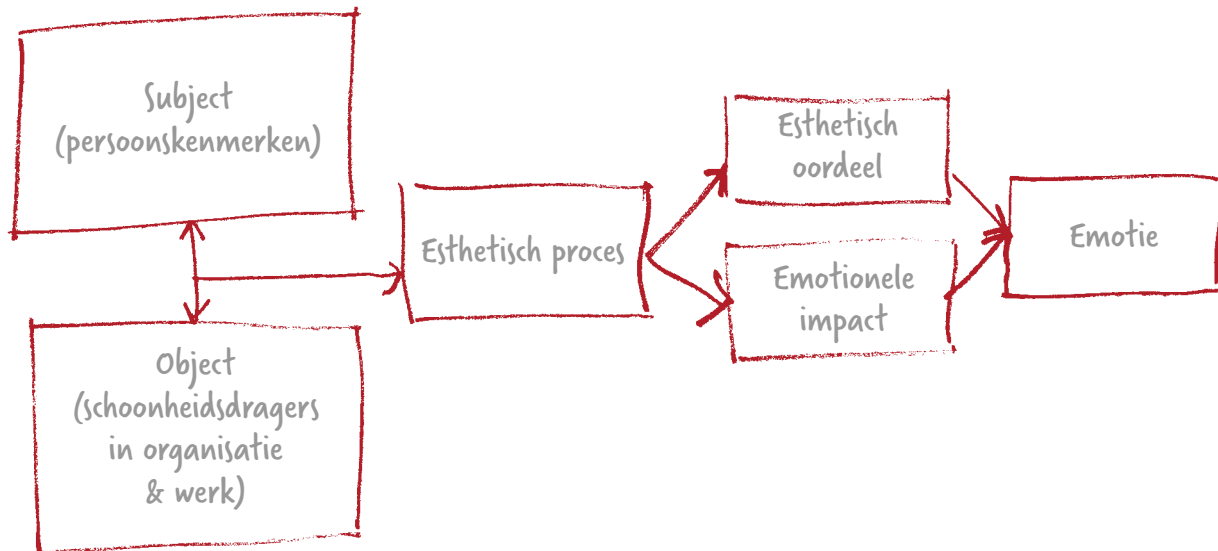 Subject
(persoonskenmerken)
Object
(schoonheidsdragers
in organisatie
& werk)
Esthetisch proces
Esthetisch
oordeel
Emotionele
impact
Emotie